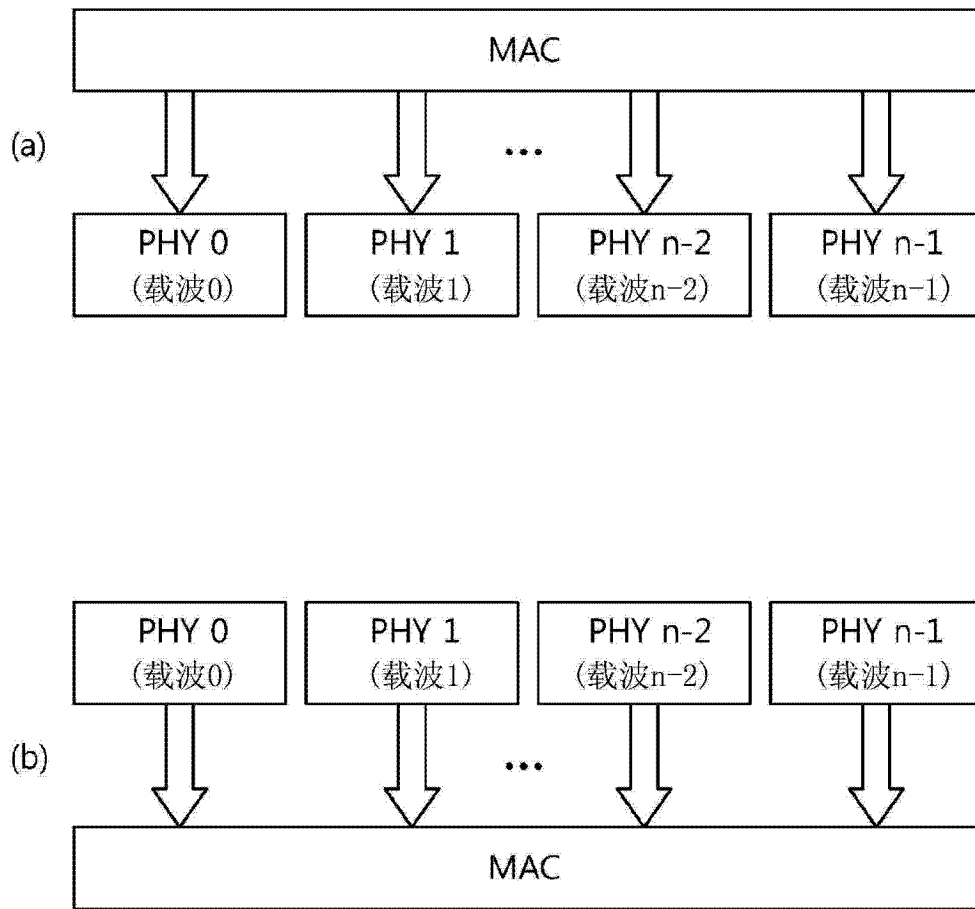 MAC
(a)
...
PHY 0
(载波0)
PHY 1
(载波1)
PHY n-2
(载波n-2)
PHY n-1
(载波n-1)
PHY 0
(载波0)
PHY 1
(载波1)
PHY n-2
(载波n-2)
PHY n-1
(载波n-1)
(b)
...
MAC